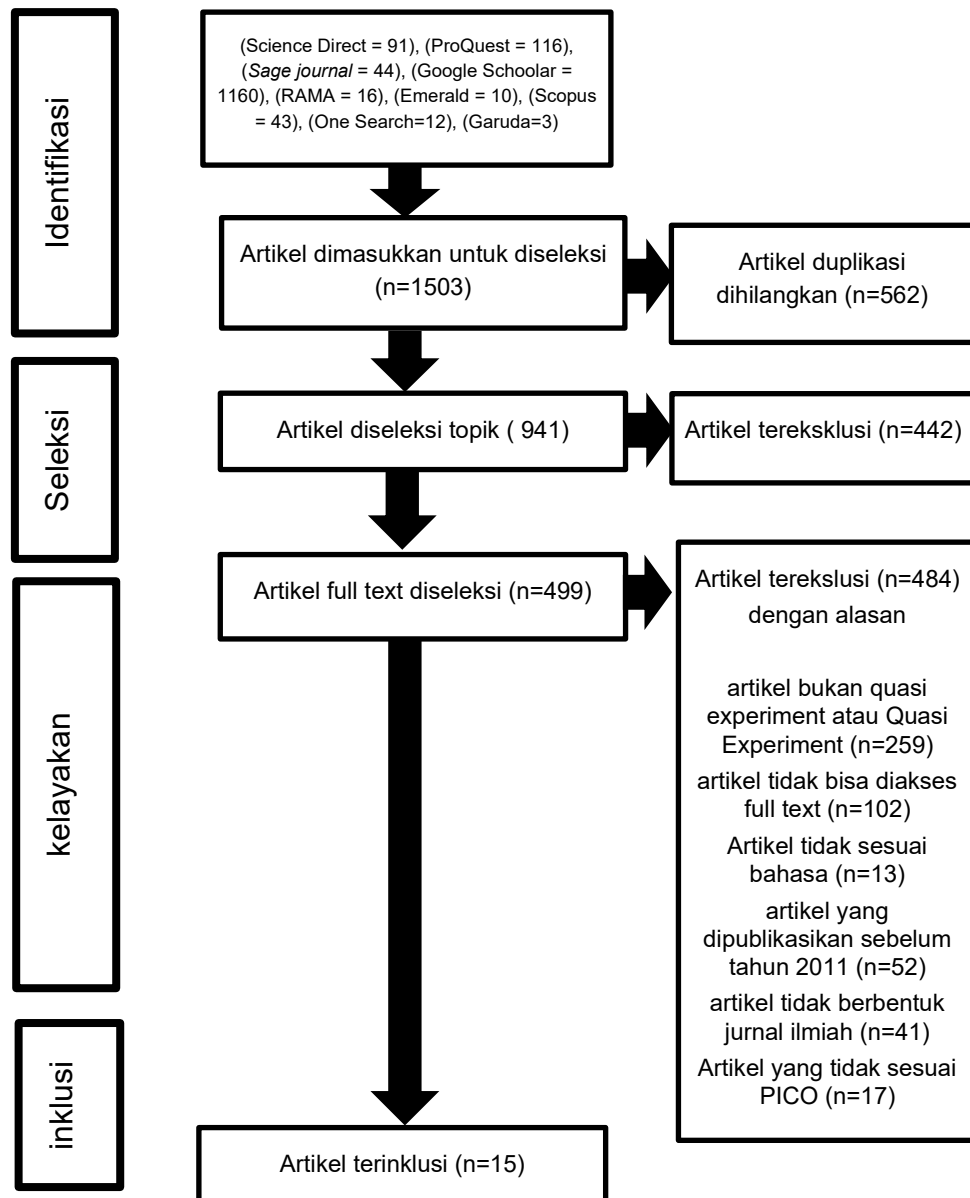 Identifikasi
(Science Direct = 91), (ProQuest = 116),
(Sage journal = 44), (Google Schoolar =
1160), (RAMA = 16), (Emerald = 10), (Scopus
= 43), (One Search=12), (Garuda=3)
Artikel dimasukkan untuk diseleksi
(n=1503)
Artikel duplikasi
dihilangkan (n=562)
Seleksi
Artikel diseleksi topik ( 941)
Artikel tereksklusi (n=442)
kelayakan
Artikel full text diseleksi (n=499)
Artikel terekslusi (n=484)
dengan alasan
artikel bukan quasi
experiment atau Quasi
Experiment (n=259)
artikel tidak bisa diakses
full text (n=102)
Artikel tidak sesuai
bahasa (n=13)
artikel yang
dipublikasikan sebelum
tahun 2011 (n=52)
artikel tidak berbentuk
jurnal ilmiah (n=41)
Artikel yang tidak sesuai
PICO (n=17)
inklusi
Artikel terinklusi (n=15)